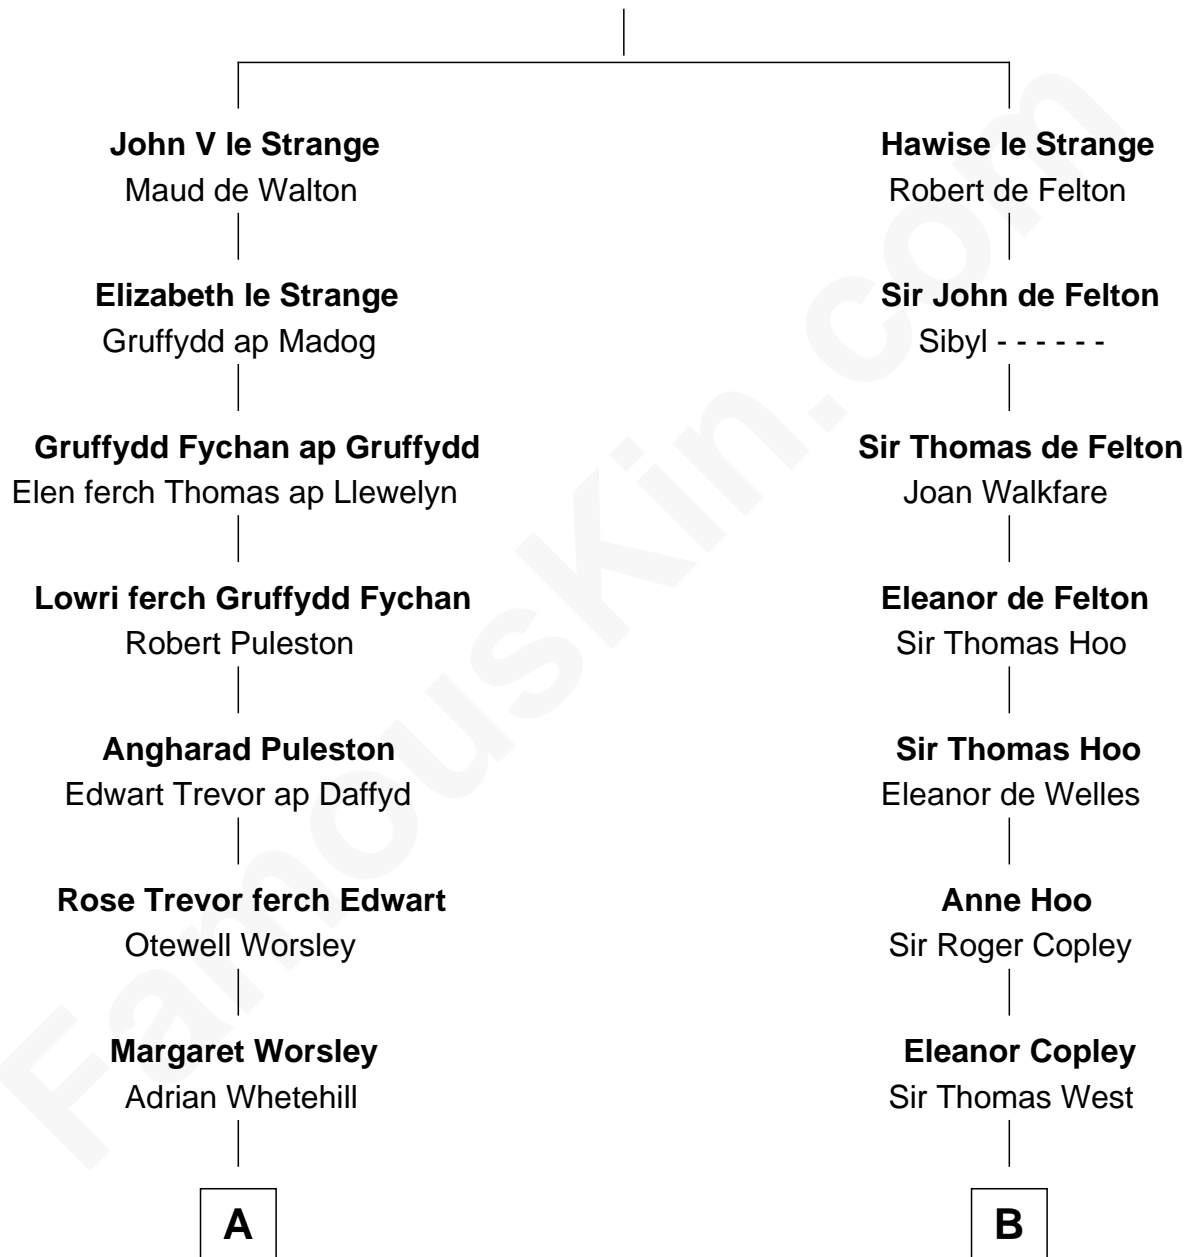 John V le Strange
Maud de Walton
Elizabeth le Strange
Gruffydd ap Madog
Gruffydd Fychan ap Gruffydd
Elen ferch Thomas ap Llewelyn
Lowri ferch Gruffydd Fychan
Robert Puleston
Angharad Puleston
Edwart Trevor ap Daffyd
Rose Trevor ferch Edwart
Otewell Worsley
Margaret Worsley
Adrian Whetehill
A
Hawise le Strange
Robert de Felton
Sir John de Felton
Sibyl - - - - - -
Sir Thomas de Felton
Joan Walkfare
Eleanor de Felton
Sir Thomas Hoo
Sir Thomas Hoo
Eleanor de Welles
Anne Hoo
Sir Roger Copley
Eleanor Copley
Sir Thomas West
B
FamousKin.com